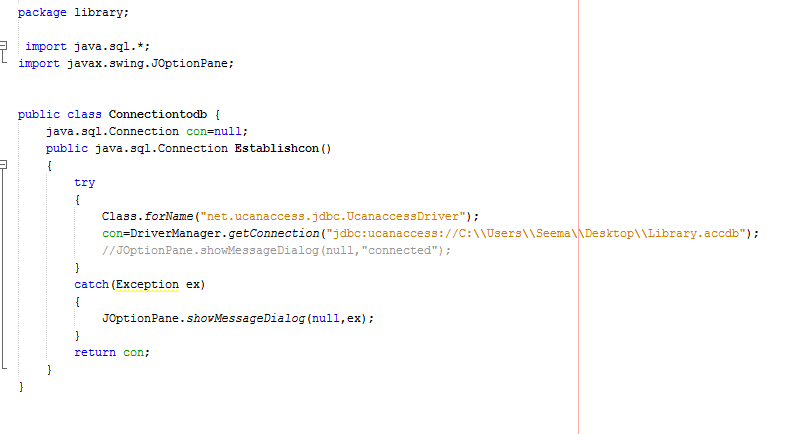 package library;
import java.sql.*;
import javax.swing.JOptionPane;
public class Connectiontodb {
java.sql.Connection con=null;
public java.sql.Connection Establishcon()
{
try
{
Class.forName("net.ucanaccess.jdbc.UcanaccessDriver");
con=DriverManager.getConnection("jdbc:ucanaccess://C:\\Users\\Seema\\Desktop\\Library.accdb");
//JOptionPane.showMessageDialog(null,"connected");
}
catch(Exception ex)
{
JOptionPane.showMessageDialog(null,ex);
}
return con;
}
}